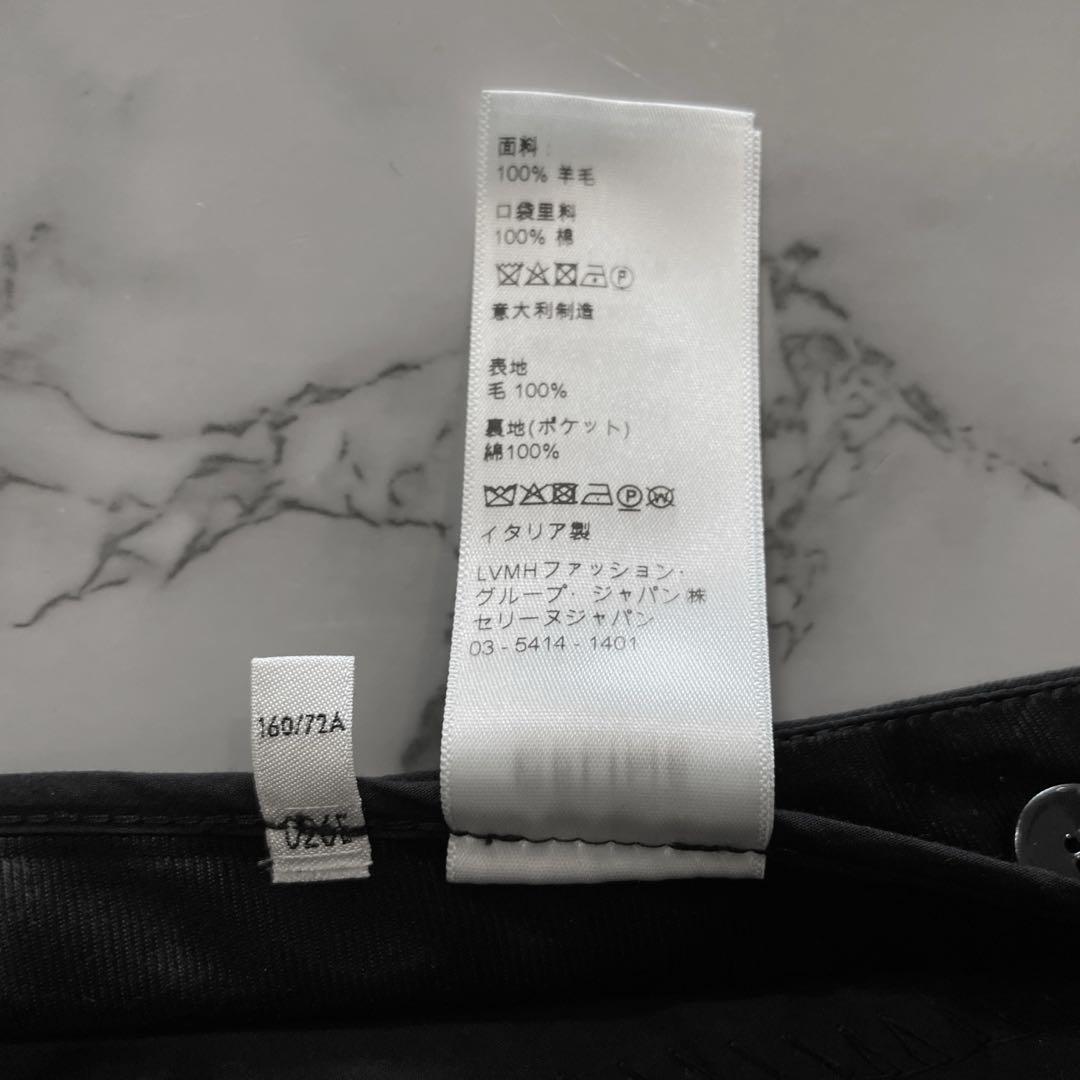 面料：
100% 羊毛
口袋里料
100% 棉
P
意大利制造
表地
毛 100%
裏地(ポケット)
綿100%
P W
イタリア製
LVMHファッション·
グループ· ジャパン㈱
セリーヌジャパン
03 - 5414 - 1401
160/72A